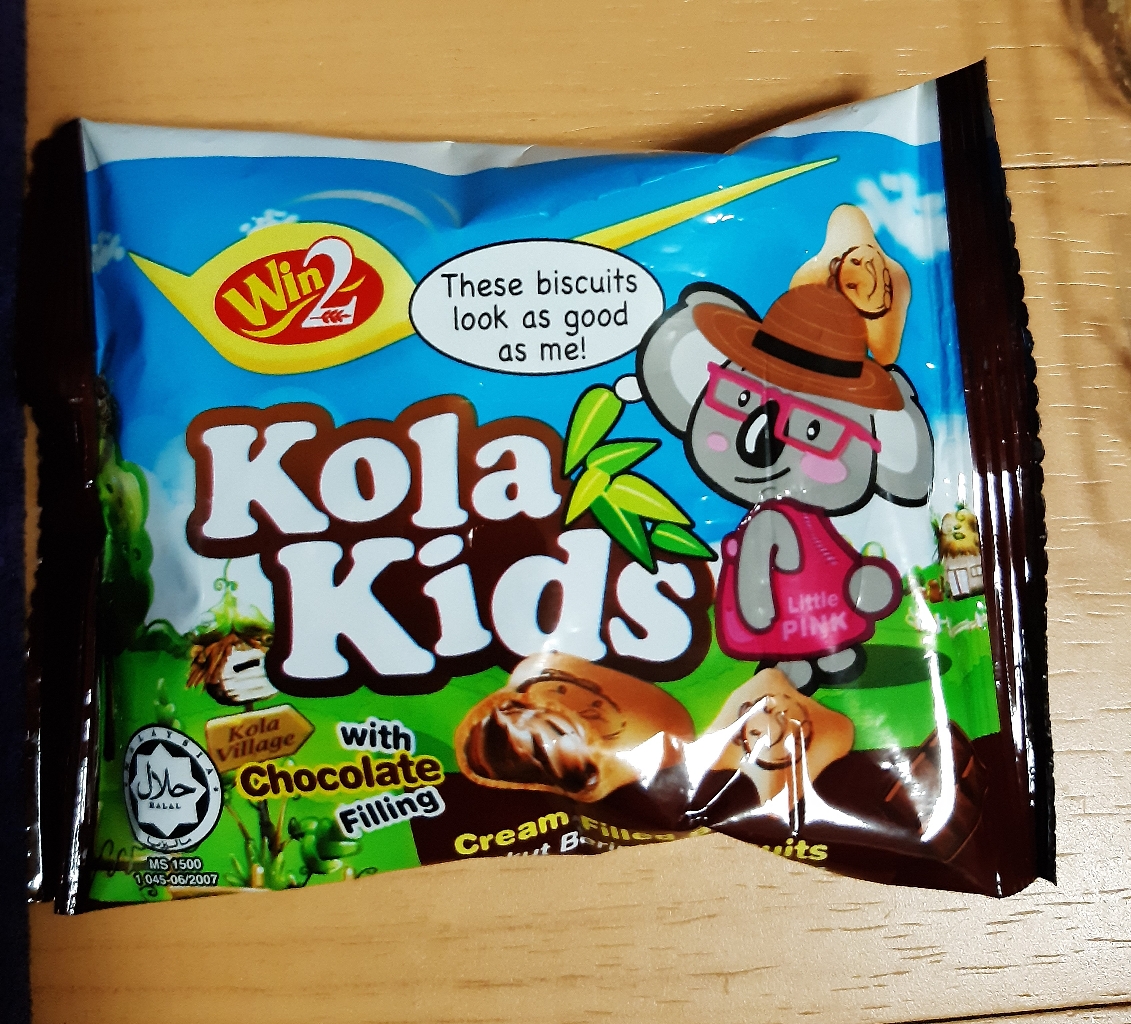 Win2
These biscuits
look as good
as me!
Kola
Kids
Little
PINK
Kola
Village
with
Chocolate
Filling
MALAYSIA
حلال
HALAL
MS 1500
1 045-06/2007
Cream Filled